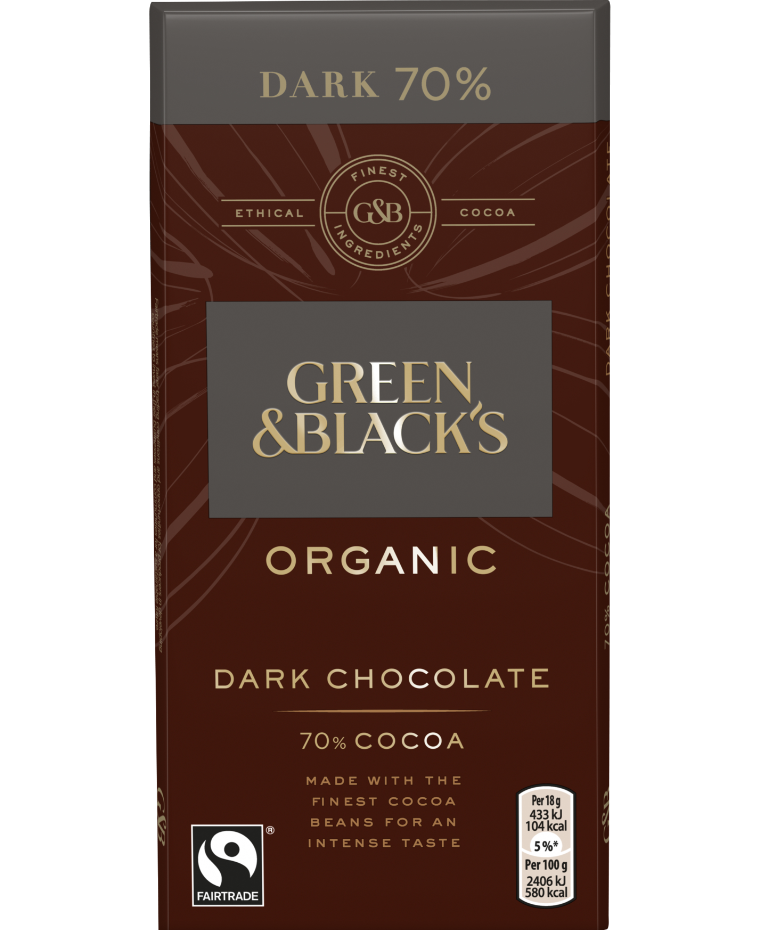 DARK 70%
FINEST
ETHICAL G&B COCOA
INGREDIENTS
GREEN
&BLACK'S
ORGANIC
DARK CHOCOLATE
70% COCOA
MADE WITH THE
FINEST COCOA
BEANS FOR AN
INTENSE TASTE
FAIRTRADE
®
Per 18 g
433 kJ
104 kcal
5%*
Per 100 g
2406 kJ
580 kcal
DARK CHOCOLATE
70% COCOA
G&B
G&B